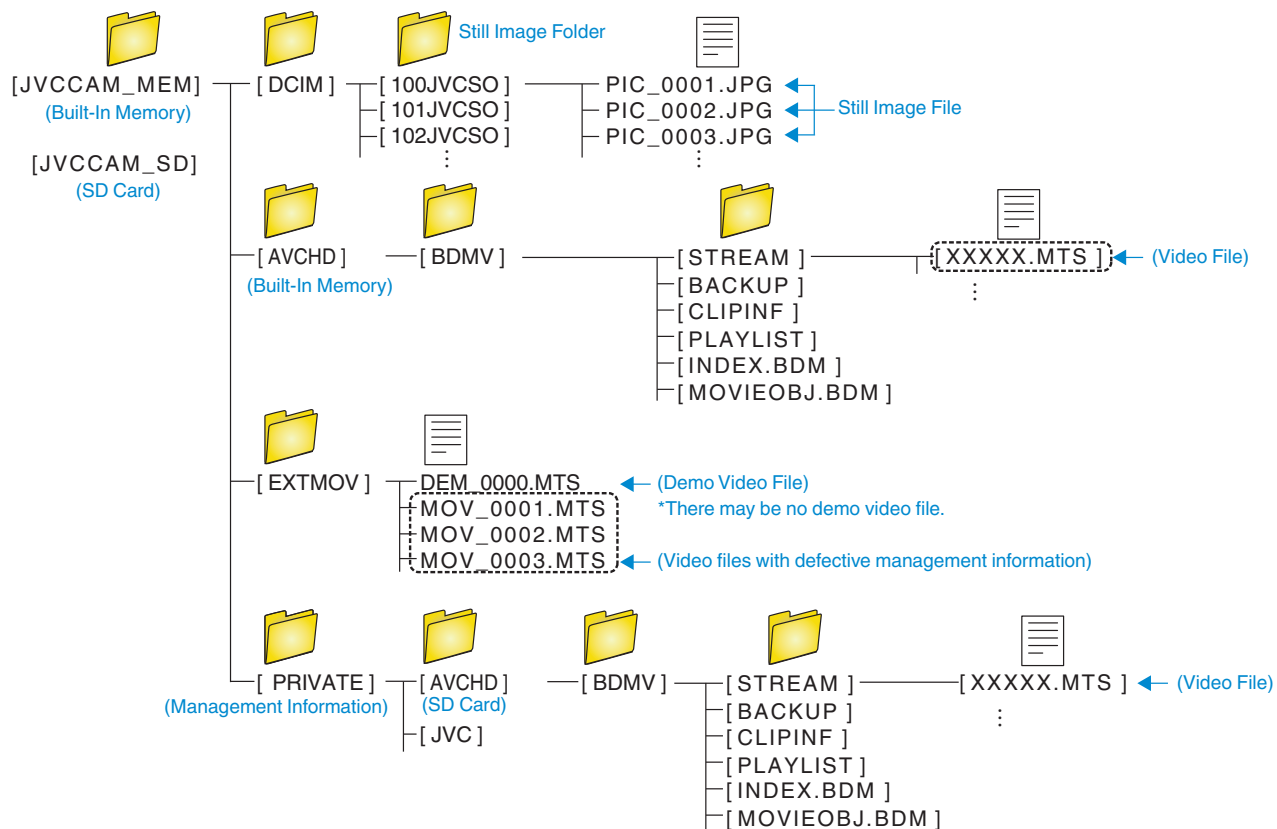 Still Image Folder
[JVCCAM_MEM]
(Built-In Memory)
[JVCCAM_SD]
(SD Card)
[ DCIM ]
[ 100JVCSO ]
[ 101JVCSO ]
[ 102JVCSO ]
PIC_0001.JPG
PIC_0002.JPG
PIC_0003.JPG
Still Image File
[ AVCHD ]
(Built-In Memory)
[ BDMV ]
[ STREAM ]
[ BACKUP ]
[ CLIPINF ]
[ PLAYLIST ]
[ INDEX.BDM ]
[ MOVIEOBJ.BDM ]
[ XXXXX.MTS ]
(Video File)
[ EXTMOV ]
DEM_0000.MTS
(Demo Video File)
*There may be no demo video file.
MOV_0001.MTS
MOV_0002.MTS
MOV_0003.MTS
(Video files with defective management information)
[ PRIVATE ]
(Management Information)
[ AVCHD ]
(SD Card)
[ JVC ]
[ BDMV ]
[ STREAM ]
[ BACKUP ]
[ CLIPINF ]
[ PLAYLIST ]
[ INDEX.BDM ]
[ MOVIEOBJ.BDM ]
[ XXXXX.MTS ]
(Video File)